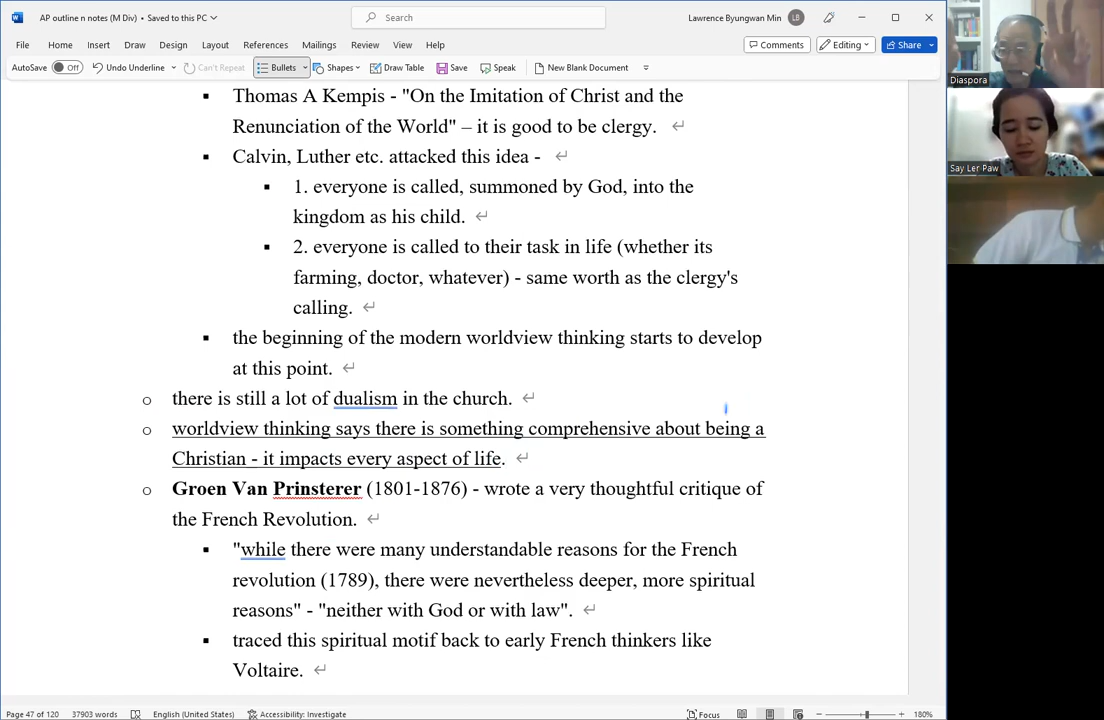 AP outline n notes (M Div) • Saved to this PC
Search
Lawrence Byungwan Min
LB
File Home Insert Draw Design Layout References Mailings Review View Help
Comments Editing Share
AutoSave Off Undo Underline Can't Repeat Bullets Shapes Draw Table Save Speak New Blank Document
Diaspora
Say Ler Paw
▪ Thomas A Kempis - "On the Imitation of Christ and the
Renunciation of the World" – it is good to be clergy.
▪ Calvin, Luther etc. attacked this idea -
▪ 1. everyone is called, summoned by God, into the
kingdom as his child.
▪ 2. everyone is called to their task in life (whether its
farming, doctor, whatever) - same worth as the clergy's
calling.
▪ the beginning of the modern worldview thinking starts to develop
at this point.
o there is still a lot of dualism in the church.
o worldview thinking says there is something comprehensive about being a
Christian - it impacts every aspect of life.
o Groen Van Prinsterer (1801-1876) - wrote a very thoughtful critique of
the French Revolution.
▪ "while there were many understandable reasons for the French
revolution (1789), there were nevertheless deeper, more spiritual
reasons" - "neither with God or with law".
▪ traced this spiritual motif back to early French thinkers like
Voltaire.
Page 47 of 120 37903 words English (United States) Accessibility: Investigate Focus 180%